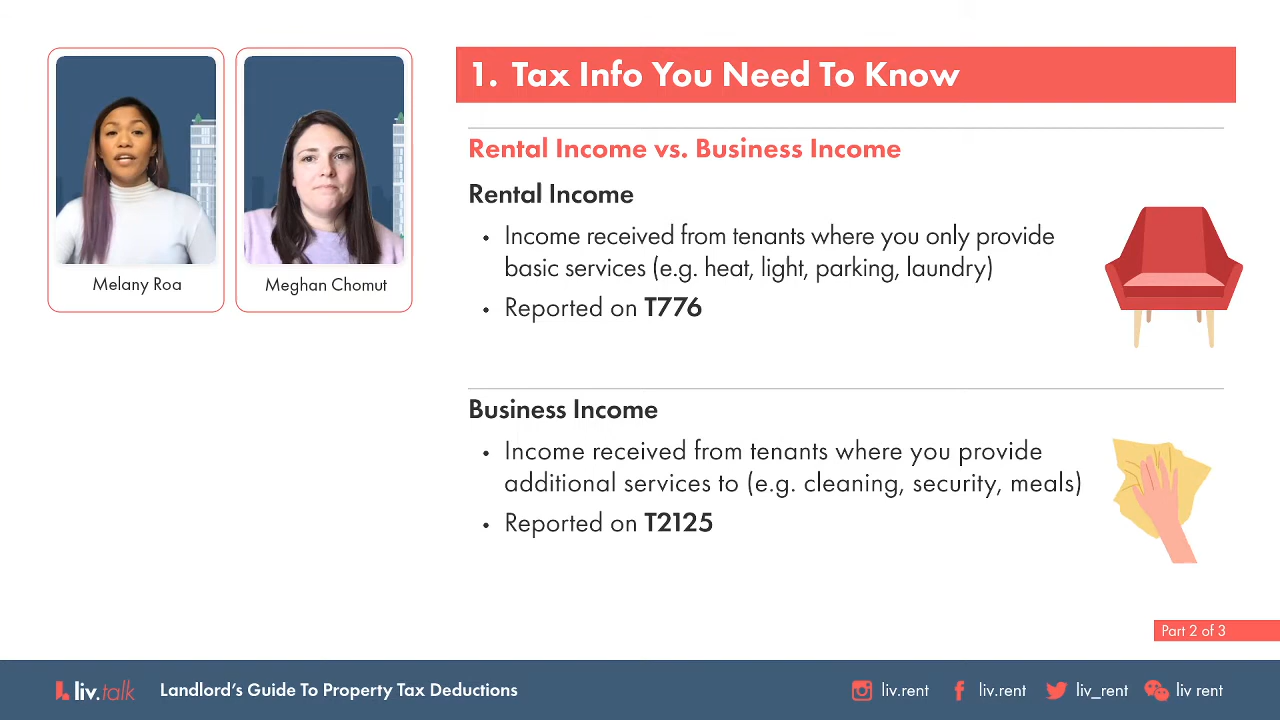 Melany Roa
Meghan Chomut
1. Tax Info You Need To Know
Rental Income vs. Business Income
Rental Income
• Income received from tenants where you only provide
basic services (e.g. heat, light, parking, laundry)
• Reported on T776
Business Income
• Income received from tenants where you provide
additional services to (e.g. cleaning, security, meals)
• Reported on T2125
Part 2 of 3
liv.talk
Landlord's Guide To Property Tax Deductions
liv.rent
liv.rent
liv_rent
liv rent